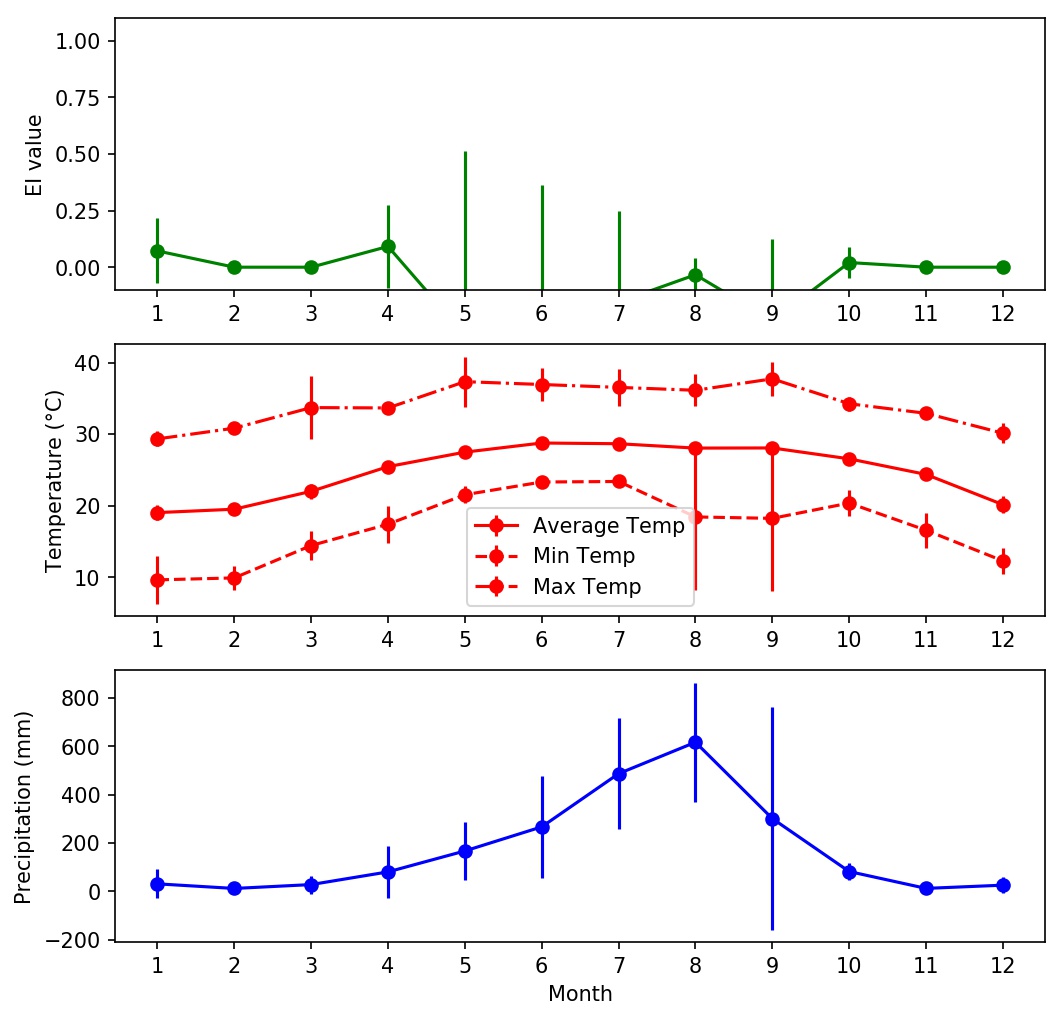 EI value
1.00
0.75
0.50
0.25
0.00
1 2 3 4 5 6 7 8 9 10 11 12
Temperature (°C)
40
30
20
10
Average Temp
Min Temp
Max Temp
1 2 3 4 5 6 7 8 9 10 11 12
Precipitation (mm)
800
600
400
200
0
−200
1 2 3 4 5 6 7 8 9 10 11 12
Month